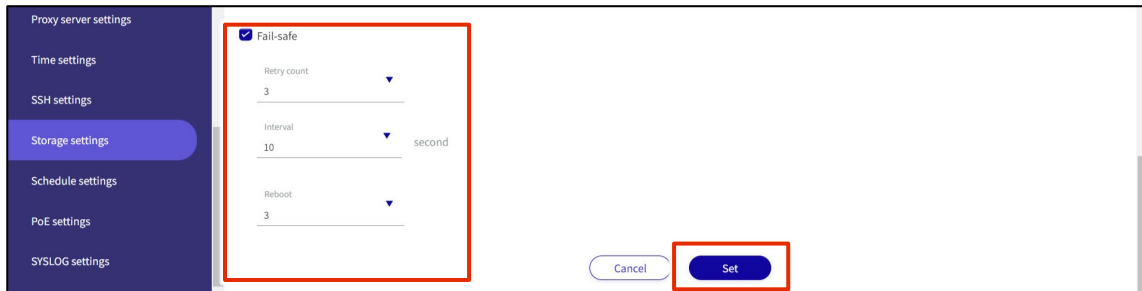 Proxy server settings
Time settings
SSH settings
Storage settings
Schedule settings
PoE settings
SYSLOG settings
Fail-safe
Retry count
3
Interval
10
second
Reboot
3
Cancel
Set